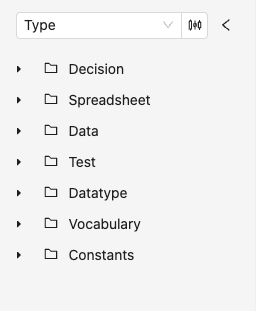 Type
Decision
Spreadsheet
Data
Test
Datatype
Vocabulary
Constants